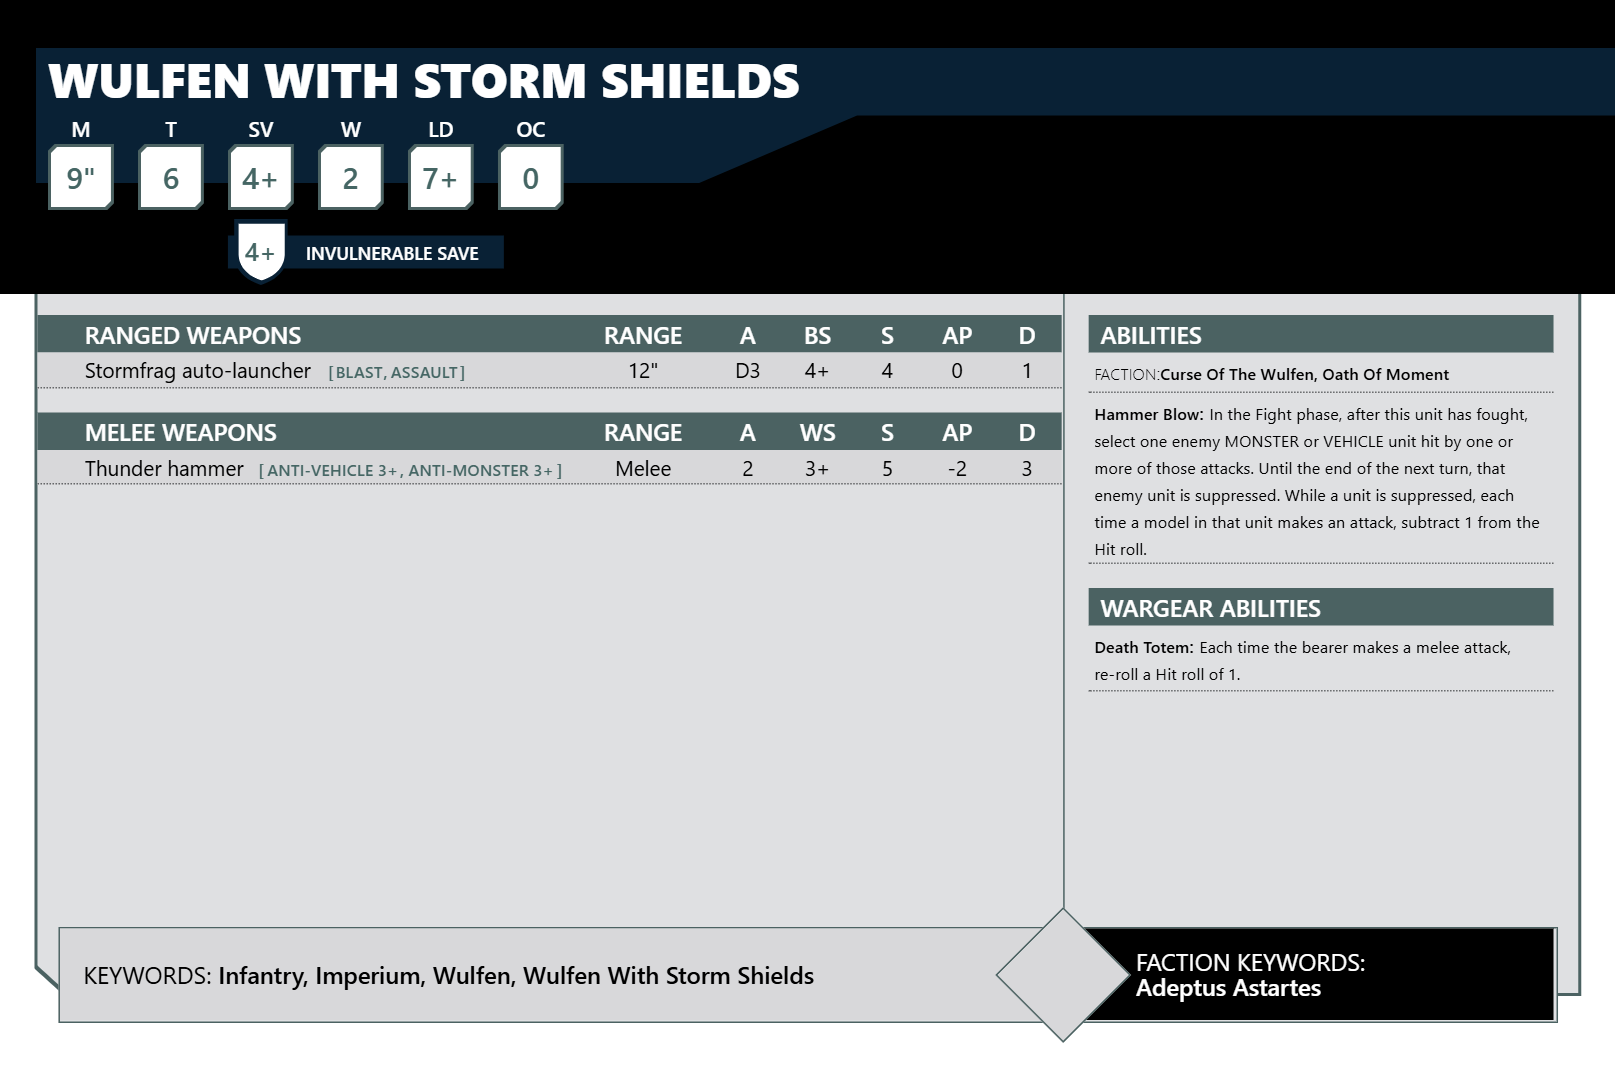 WULFEN WITH STORM SHIELDS
M T SV W LD OC
9" 6 4+ 2 7+ 0
4+ INVULNERABLE SAVE
RANGED WEAPONS RANGE A BS S AP D
Stormfrag auto-launcher [BLAST, ASSAULT] 12" D3 4+ 4 0 1
MELEE WEAPONS RANGE A WS S AP D
Thunder hammer [ANTI-VEHICLE 3+, ANTI-MONSTER 3+] Melee 2 3+ 5 -2 3
ABILITIES
FACTION:Curse Of The Wulfen, Oath Of Moment
Hammer Blow: In the Fight phase, after this unit has fought,
select one enemy MONSTER or VEHICLE unit hit by one or
more of those attacks. Until the end of the next turn, that
enemy unit is suppressed. While a unit is suppressed, each
time a model in that unit makes an attack, subtract 1 from the
Hit roll.
WARGEAR ABILITIES
Death Totem: Each time the bearer makes a melee attack,
re-roll a Hit roll of 1.
KEYWORDS: Infantry, Imperium, Wulfen, Wulfen With Storm Shields
FACTION KEYWORDS:
Adeptus Astartes